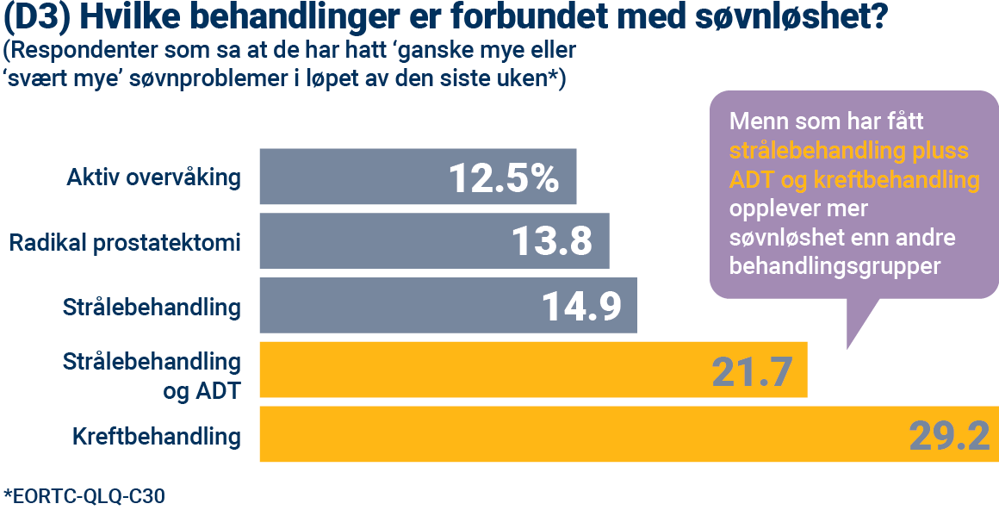 (D3) Hvilke behandlinger er forbundet med søvnløshet?
(Respondenter som sa at de har hatt ‘ganske mye eller
‘svært mye’ søvnproblemer i løpet av den siste uken*)
Menn som har fått
strålebehandling pluss
ADT og kreftbehandling
opplever mer
søvnløshet enn andre
behandlingsgrupper
Aktiv overvåking
12.5%
Radikal prostatektomi
13.8
Strålebehandling
14.9
Strålebehandling
og ADT
21.7
Kreftbehandling
29.2
*EORTC-QLQ-C30